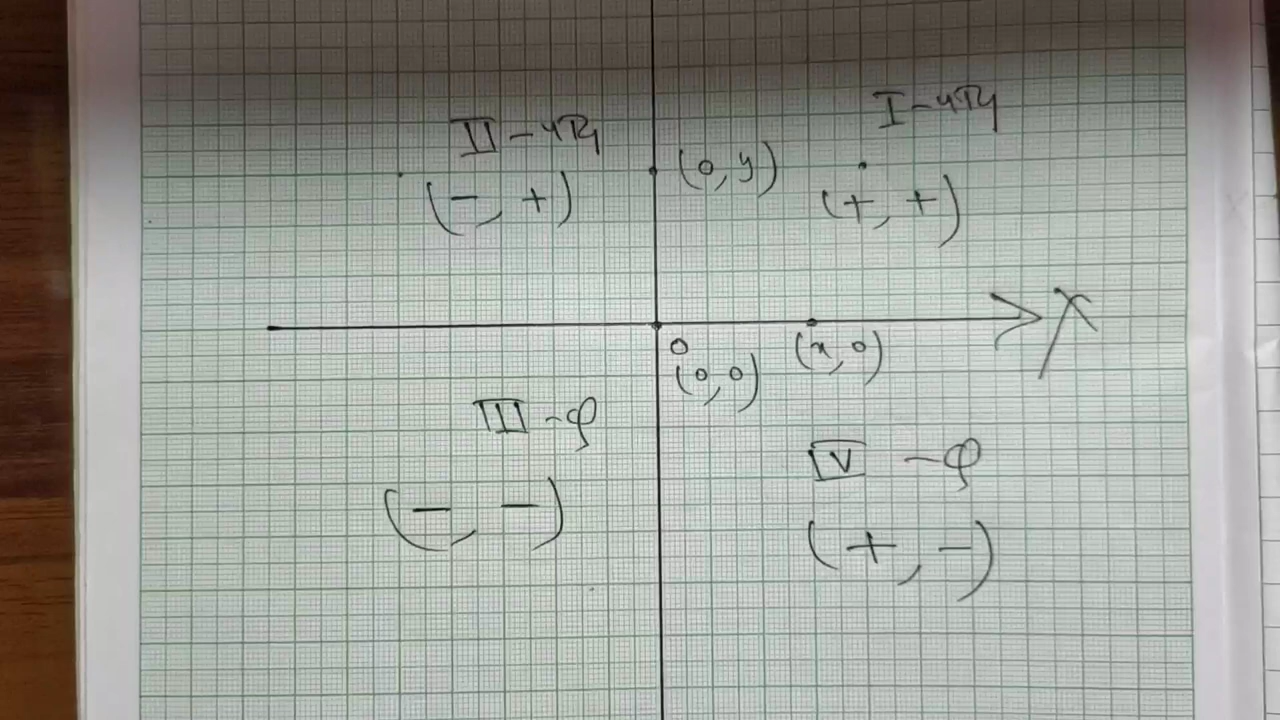 I -
II -
(0, y)
(-, +)
(+, +)
X
O
(x, 0)
(0, 0)
III - φ
IV - φ
(-, -)
(+, -)